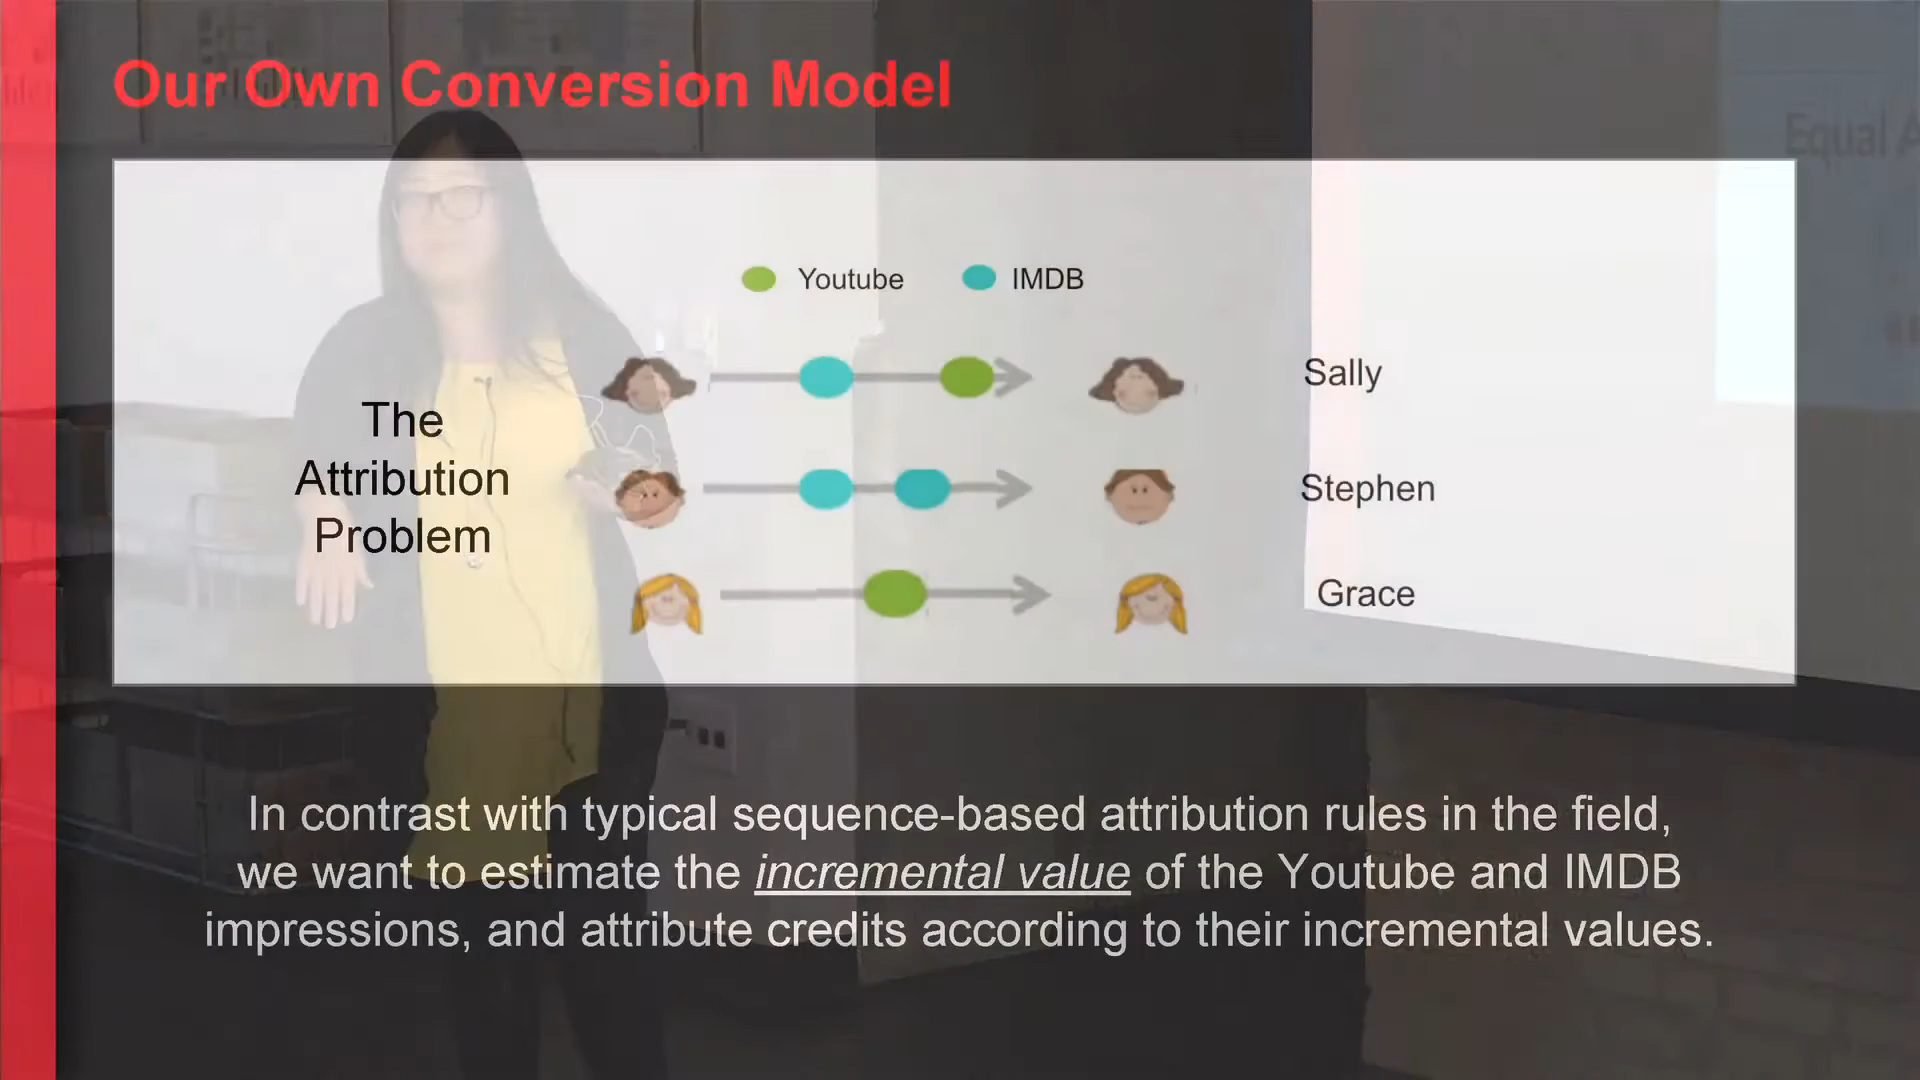 Our Own Conversion Model
Equal
Youtube
IMDB
Sally
The
Attribution
Problem
Stephen
Grace
In contrast with typical sequence-based attribution rules in the field,
we want to estimate the incremental value of the Youtube and IMDB
impressions, and attribute credits according to their incremental values.